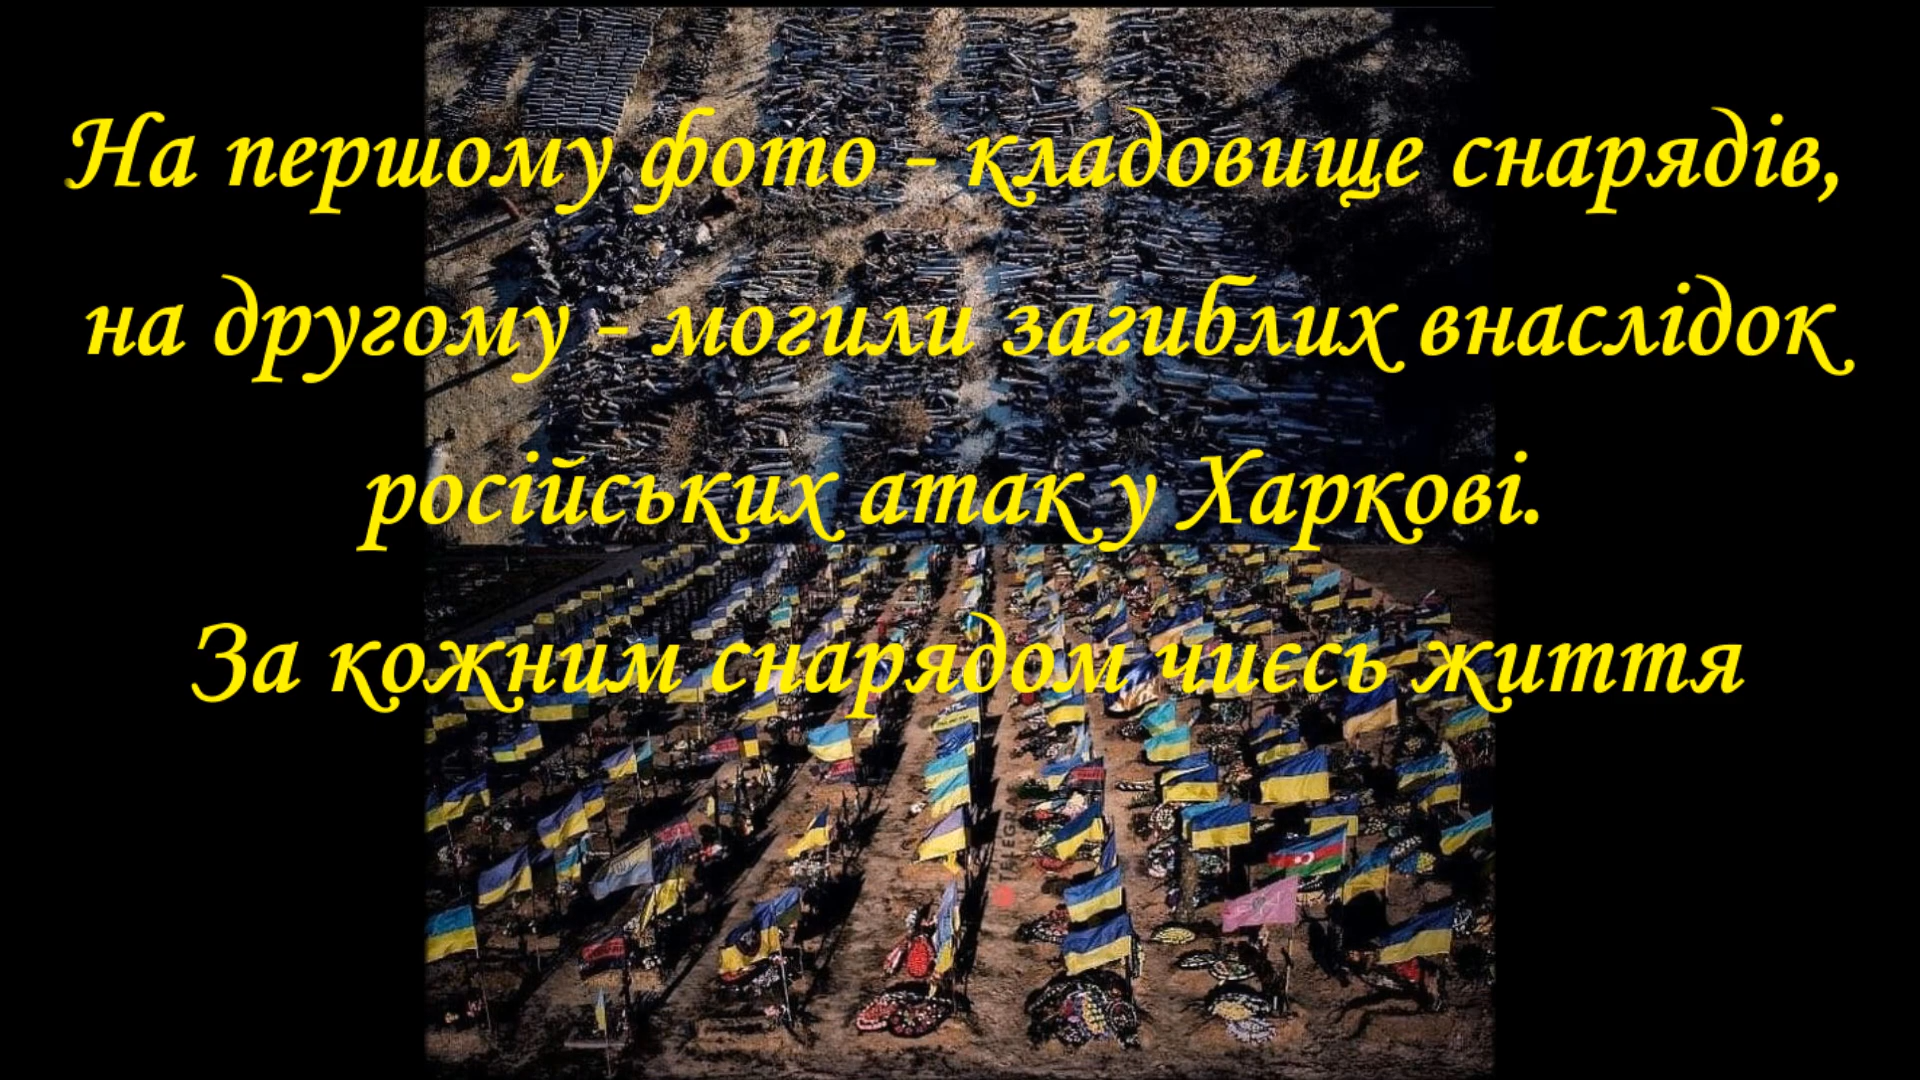 На першому фото - кладовище снарядів,
на другому - могили загиблих внаслідок
російських атак у Харкові.
За кожним снарядом чиєсь життя